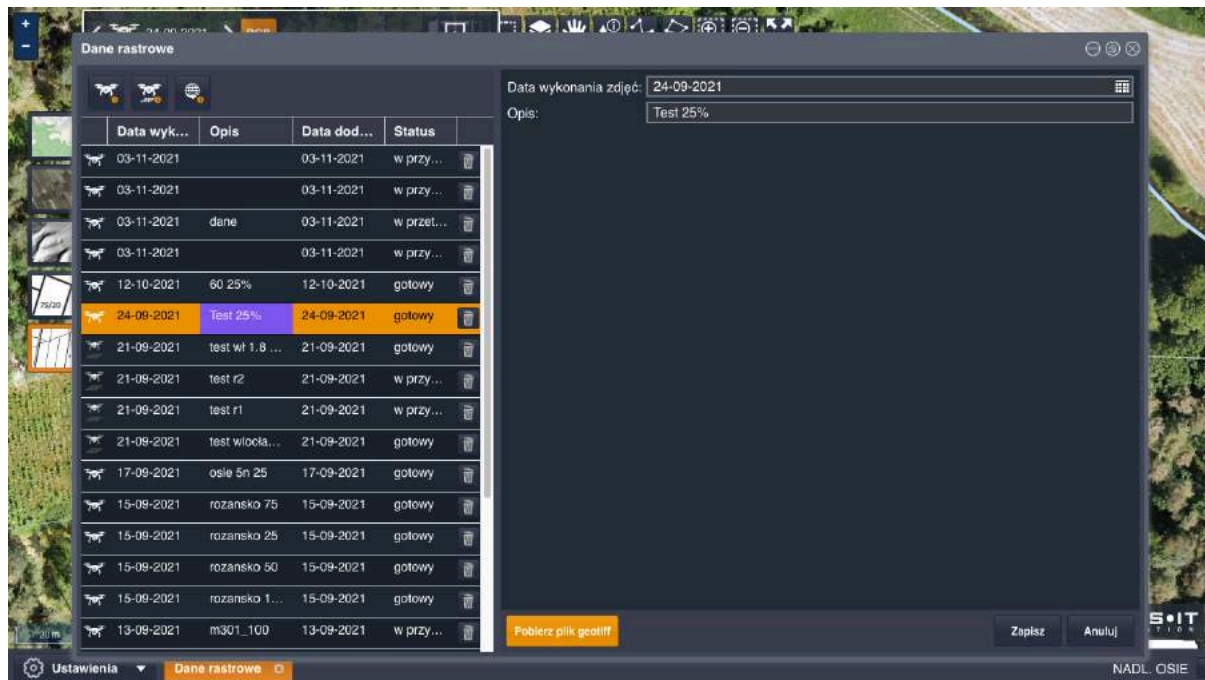 +
-
Dane rastrowe
Data wyk... Opis Data dod... Status
03-11-2021 03-11-2021 w przy...
03-11-2021 03-11-2021 w przy...
03-11-2021 dane 03-11-2021 w przet...
03-11-2021 03-11-2021 w przy...
12-10-2021 60 25% 12-10-2021 gotowy
24-09-2021 Test 25% 24-09-2021 gotowy
21-09-2021 test wł 1.8 ... 21-09-2021 gotowy
21-09-2021 test r2 21-09-2021 w przy...
21-09-2021 test r1 21-09-2021 w przy...
21-09-2021 test wlocła... 21-09-2021 gotowy
17-09-2021 osie 5n 25 17-09-2021 gotowy
15-09-2021 rozansko 75 15-09-2021 gotowy
15-09-2021 rozansko 25 15-09-2021 gotowy
15-09-2021 rozansko 50 15-09-2021 gotowy
15-09-2021 rozansko 1... 15-09-2021 gotowy
13-09-2021 m301_100 13-09-2021 w przy...
Data wykonania zdjęć: 24-09-2021
Opis: Test 25%
Pobierz plik geotiff Zapisz Anuluj
75/20
20 m
S•IT
Ustawienia Dane rastrowe NADL. OSIE